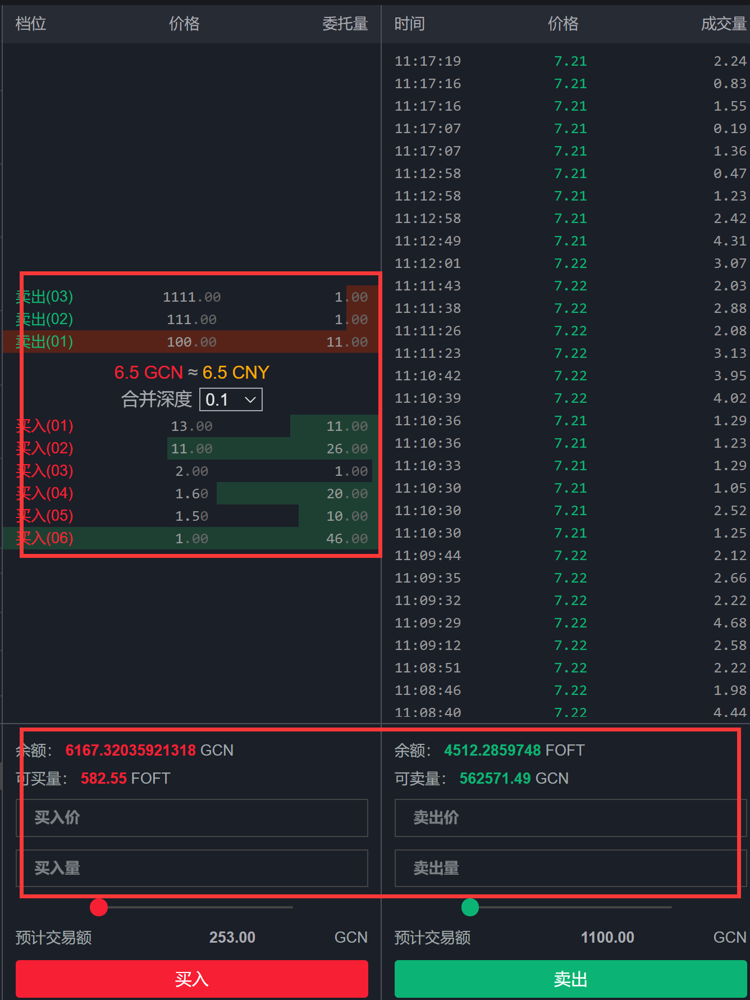 档位 价格 委托量
卖出(03) 1111.00 1.00
卖出(02) 111.00 1.00
卖出(01) 100.00 11.00
6.5 GCN ≈ 6.5 CNY
合并深度 0.1
买入(01) 13.00 11.00
买入(02) 11.00 26.00
买入(03) 2.00 1.00
买入(04) 1.60 20.00
买入(05) 1.50 10.00
买入(06) 1.00 46.00
时间 价格 成交量
11:17:19 7.21 2.24
11:17:16 7.21 0.83
11:17:16 7.21 1.55
11:17:07 7.21 0.19
11:17:07 7.21 1.36
11:12:58 7.21 0.47
11:12:58 7.21 1.23
11:12:58 7.21 2.42
11:12:49 7.21 4.31
11:12:01 7.22 3.07
11:11:43 7.22 2.03
11:11:38 7.22 2.88
11:11:26 7.22 2.08
11:11:23 7.22 3.13
11:10:42 7.22 3.95
11:10:39 7.22 4.02
11:10:36 7.21 1.29
11:10:36 7.21 1.23
11:10:33 7.21 1.29
11:10:30 7.21 1.05
11:10:30 7.21 2.52
11:10:30 7.21 1.25
11:09:44 7.22 2.12
11:09:35 7.22 2.66
11:09:32 7.22 2.22
11:09:29 7.22 4.68
11:09:12 7.22 2.58
11:08:51 7.22 2.22
11:08:46 7.22 1.98
11:08:40 7.22 4.44
余额： 6167.32035921318 GCN
可买量： 582.55 FOFT
买入价
买入量
预计交易额 253.00 GCN
买入
余额： 4512.2859748 FOFT
可卖量： 562571.49 GCN
卖出价
卖出量
预计交易额 1100.00 GCN
卖出